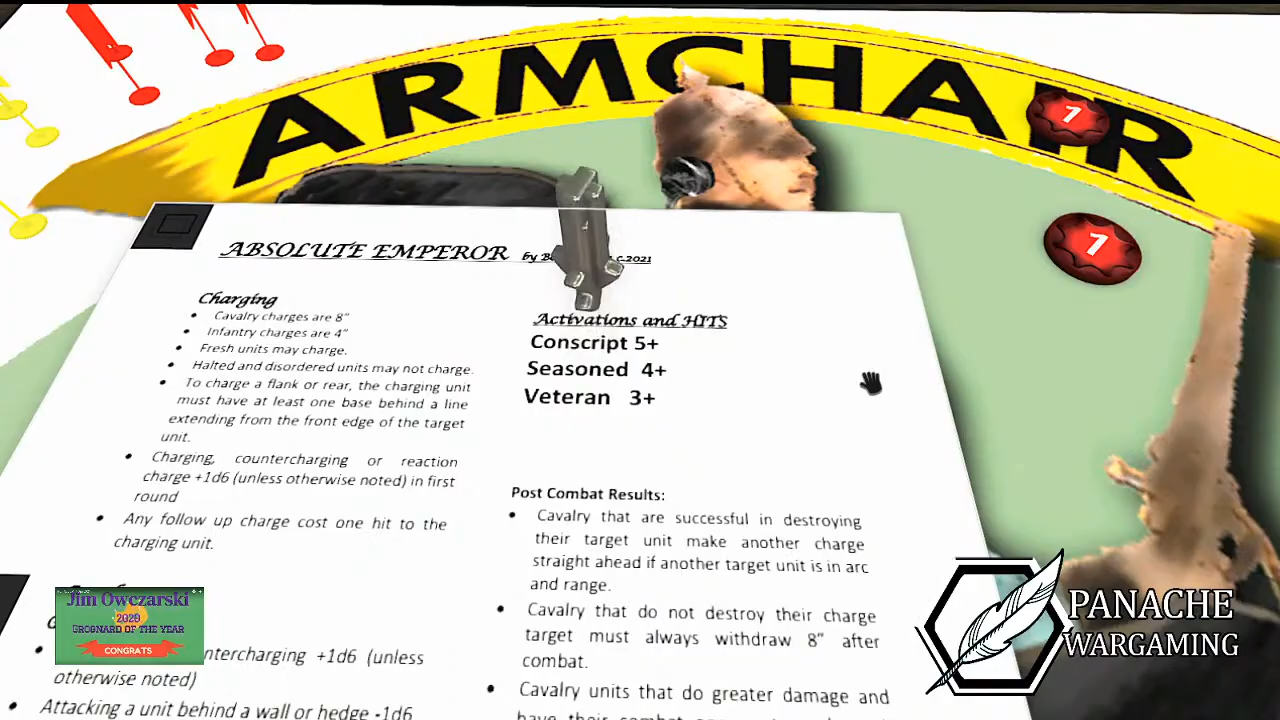 ARMCHAIR
1
1
ABSOLUTE EMPEROR by c.2021
Charging
• Cavalry charges are 8”
• Infantry charges are 4”
• Fresh units may charge.
• Halted and disordered units may not charge.
• To charge a flank or rear, the charging unit
must have at least one base behind a line
extending from the front edge of the target
unit.
• Charging, countercharging or reaction
charge +1d6 (unless otherwise noted) in first
round
• Any follow up charge cost one hit to the
charging unit.
ntercharging +1d6 (unless
otherwise noted)
• Attacking a unit behind a wall or hedge -1d6
Activations and HITS
Conscript 5+
Seasoned 4+
Veteran 3+
Post Combat Results:
• Cavalry that are successful in destroying
their target unit make another charge
straight ahead if another target unit is in arc
and range.
• Cavalry that do not destroy their charge
target must always withdraw 8” after
combat.
• Cavalry units that do greater damage and
have their combat
Jim Owczarski
2020
GROGNARD OF THE YEAR
CONGRATS
PANACHE
WARGAMING